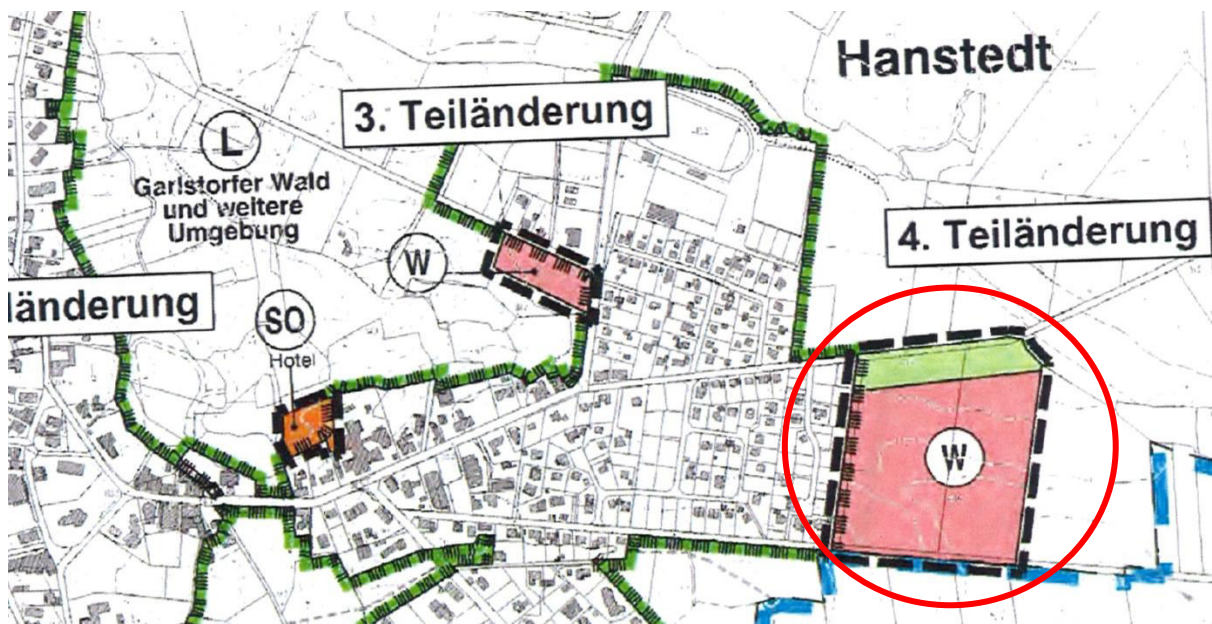 Hanstedt
3. Teiländerung
L
Garlstorfer Wald
und weitere
Umgebung
4. Teiländerung
W
länderung
SO
Hotel
W